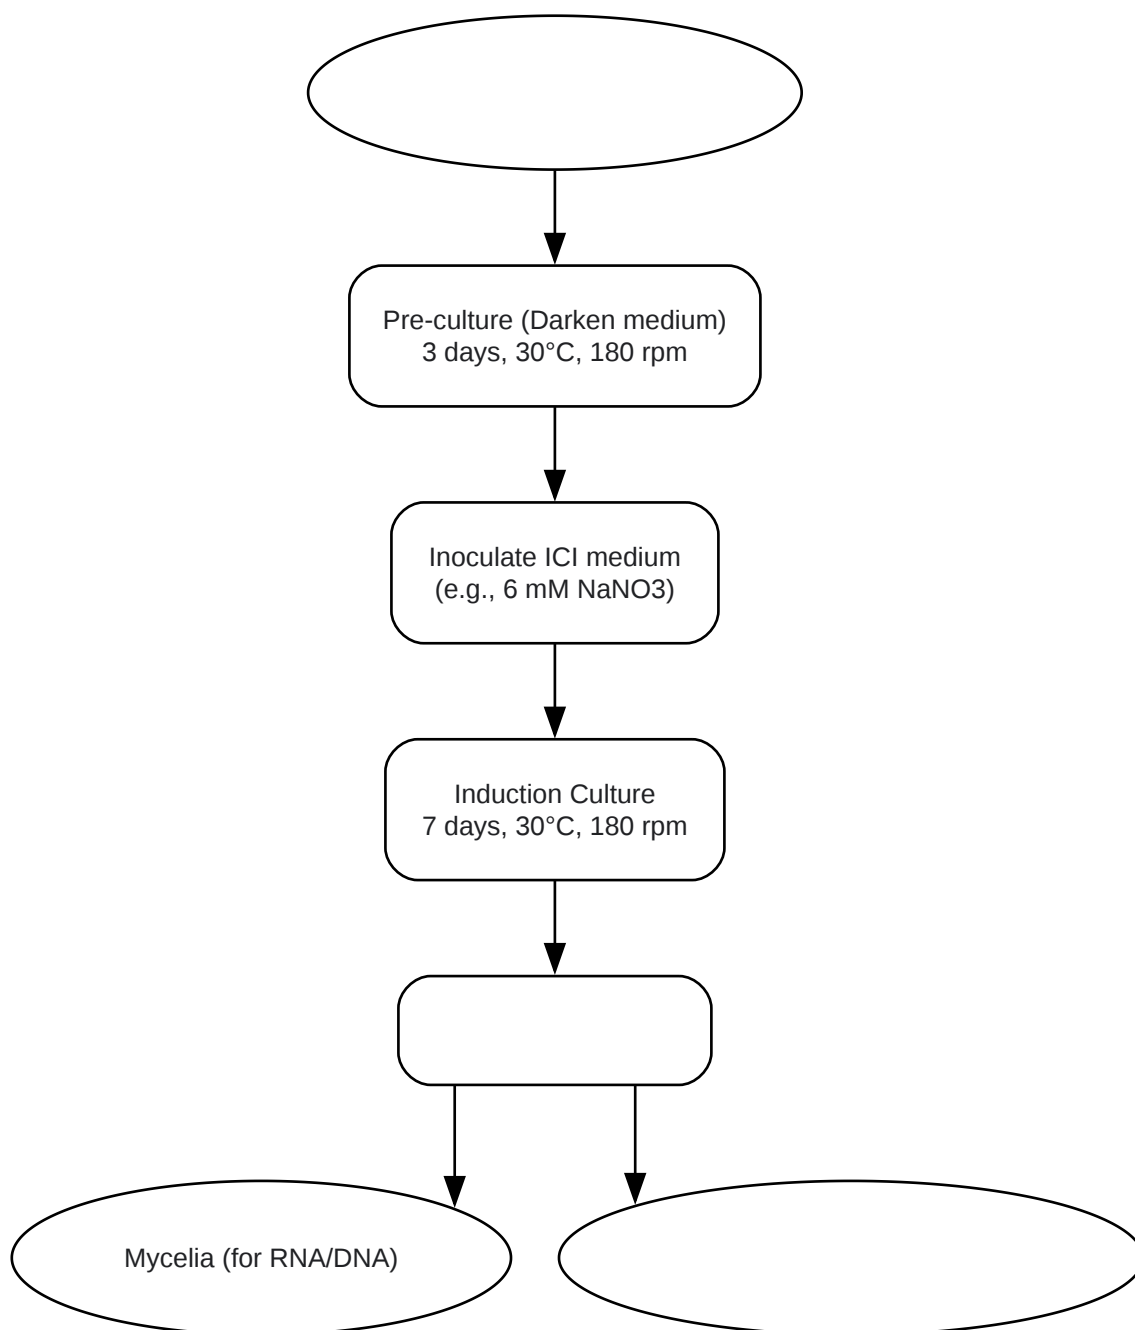 Pre-culture (Darken medium)
3 days, 30°C, 180 rpm
Inoculate ICI medium
(e.g., 6 mM NaNO3)
Induction Culture
7 days, 30°C, 180 rpm
Mycelia (for RNA/DNA)